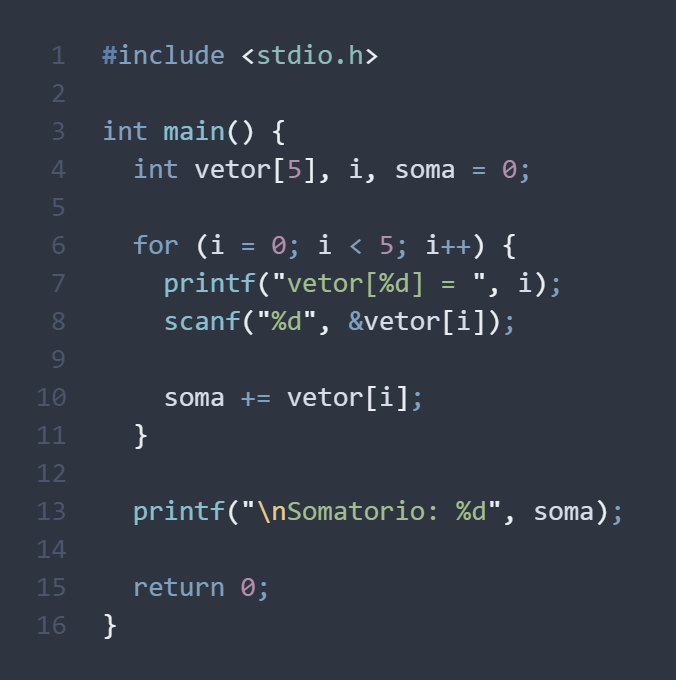 1 #include <stdio.h>
2
3 int main() {
4   int vetor[5], i, soma = 0;
5
6   for (i = 0; i < 5; i++) {
7     printf("vetor[%d] = ", i);
8     scanf("%d", &vetor[i]);
9
10     soma += vetor[i];
11   }
12
13   printf("\nSomatorio: %d", soma);
14
15   return 0;
16 }